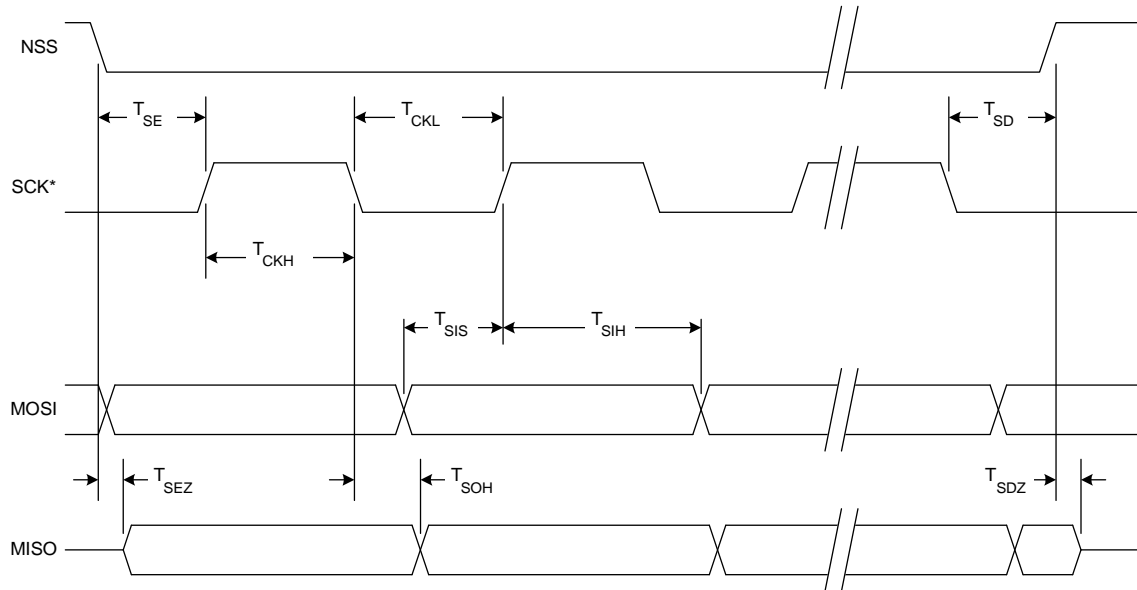 NSS
T_SE
T_CKL
T_SD
SCK*
T_CKH
T_SIS
T_SIH
MOSI
T_SEZ
T_SOH
T_SDZ
MISO